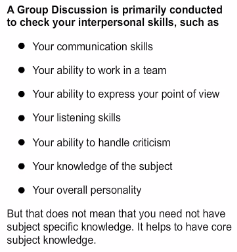 A Group Discussion is primarily conducted
to check your interpersonal skills, such as
● Your communication skills
● Your ability to work in a team
● Your ability to express your point of view
● Your listening skills
● Your ability to handle criticism
● Your knowledge of the subject
● Your overall personality
But that does not mean that you need not have
subject specific knowledge. It helps to have core
subject knowledge.